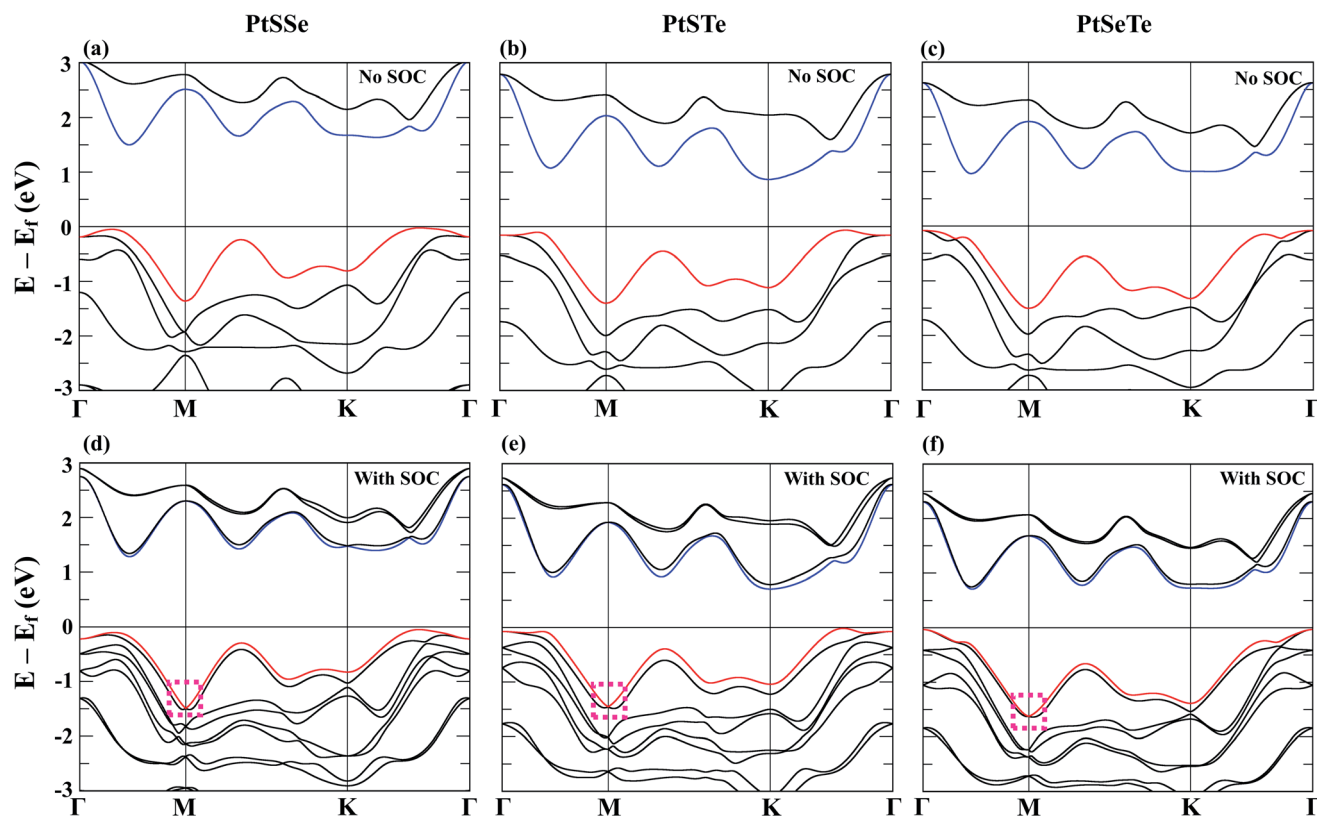 PtSSe PtSTe PtSeTe
(a) (b) (c)
No SOC No SOC No SOC
3
2
1
0
-1
-2
-3
E − E_f (eV)
Γ M K Γ Γ M K Γ Γ M K Γ
(d) (e) (f)
With SOC With SOC With SOC
3
2
1
0
-1
-2
-3
E − E_f (eV)
Γ M K Γ Γ M K Γ Γ M K Γ